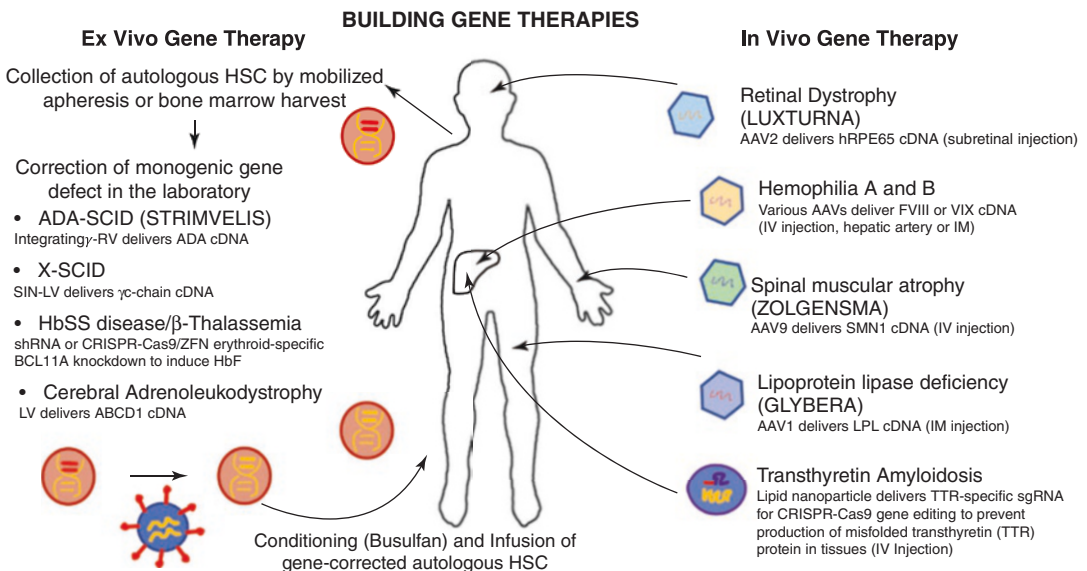 BUILDING GENE THERAPIES
Ex Vivo Gene Therapy
Collection of autologous HSC by mobilized
apheresis or bone marrow harvest
Correction of monogenic gene
defect in the laboratory
• ADA-SCID (STRIMVELIS)
Integratingγ-RV delivers ADA cDNA
• X-SCID
SIN-LV delivers γc-chain cDNA
• HbSS disease/β-Thalassemia
shRNA or CRISPR-Cas9/ZFN erythroid-specific
BCL11A knockdown to induce HbF
• Cerebral Adrenoleukodystrophy
LV delivers ABCD1 cDNA
Conditioning (Busulfan) and Infusion of
gene-corrected autologous HSC
In Vivo Gene Therapy
Retinal Dystrophy
(LUXTURNA)
AAV2 delivers hRPE65 cDNA (subretinal injection)
Hemophilia A and B
Various AAVs deliver FVIII or VIX cDNA
(IV injection, hepatic artery or IM)
Spinal muscular atrophy
(ZOLGENSMA)
AAV9 delivers SMN1 cDNA (IV injection)
Lipoprotein lipase deficiency
(GLYBERA)
AAV1 delivers LPL cDNA (IM injection)
Transthyretin Amyloidosis
Lipid nanoparticle delivers TTR-specific sgRNA
for CRISPR-Cas9 gene editing to prevent
production of misfolded transthyretin (TTR)
protein in tissues (IV Injection)